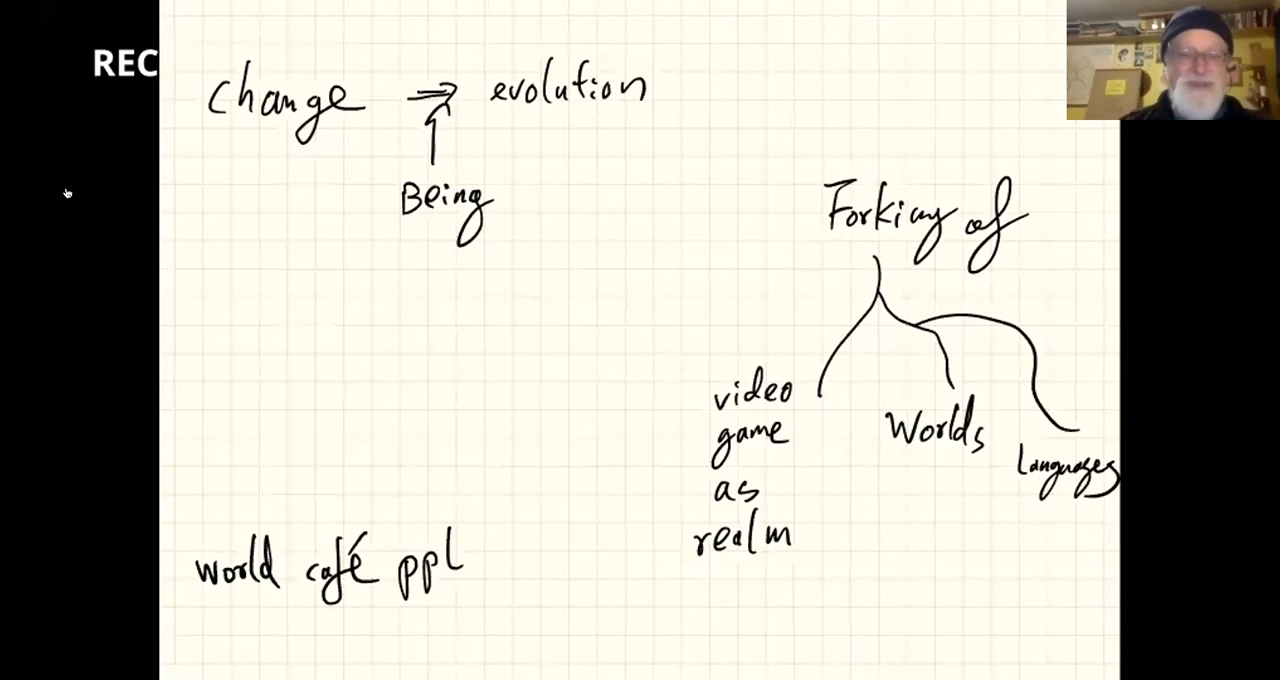 REC
change ⇒ evolution
↑
Being
Forking of
video
game
as
realm
Worlds
Languages
world café ppl